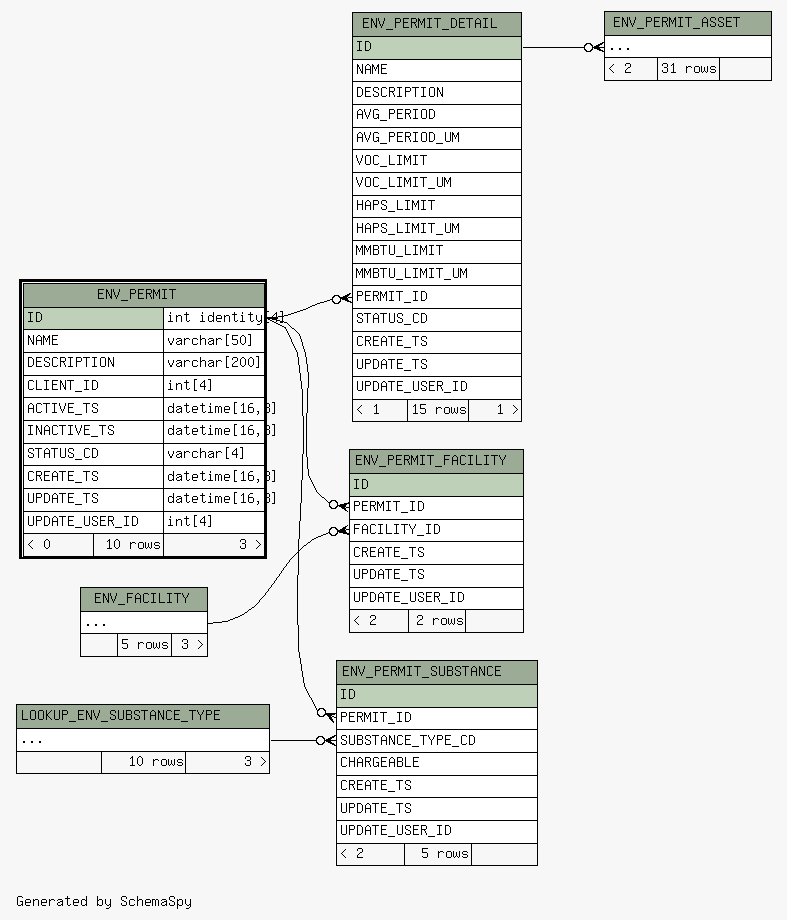 ENV_PERMIT_DETAIL
ID
NAME
DESCRIPTION
AVG_PERIOD
AVG_PERIOD_UM
VOC_LIMIT
VOC_LIMIT_UM
HAPS_LIMIT
HAPS_LIMIT_UM
MMBTU_LIMIT
MMBTU_LIMIT_UM
PERMIT_ID
STATUS_CD
CREATE_TS
UPDATE_TS
UPDATE_USER_ID
< 1 15 rows 1 >
ENV_PERMIT_ASSET
...
< 2 31 rows
ENV_PERMIT
ID int identity[4]
NAME varchar[50]
DESCRIPTION varchar[200]
CLIENT_ID int[4]
ACTIVE_TS datetime[16,3]
INACTIVE_TS datetime[16,3]
STATUS_CD varchar[4]
CREATE_TS datetime[16,3]
UPDATE_TS datetime[16,3]
UPDATE_USER_ID int[4]
< 0 10 rows 3 >
ENV_PERMIT_FACILITY
ID
PERMIT_ID
FACILITY_ID
CREATE_TS
UPDATE_TS
UPDATE_USER_ID
< 2 2 rows
ENV_FACILITY
...
5 rows 3 >
ENV_PERMIT_SUBSTANCE
ID
PERMIT_ID
SUBSTANCE_TYPE_CD
CHARGEABLE
CREATE_TS
UPDATE_TS
UPDATE_USER_ID
< 2 5 rows
LOOKUP_ENV_SUBSTANCE_TYPE
...
10 rows 3 >
Generated by SchemaSpy